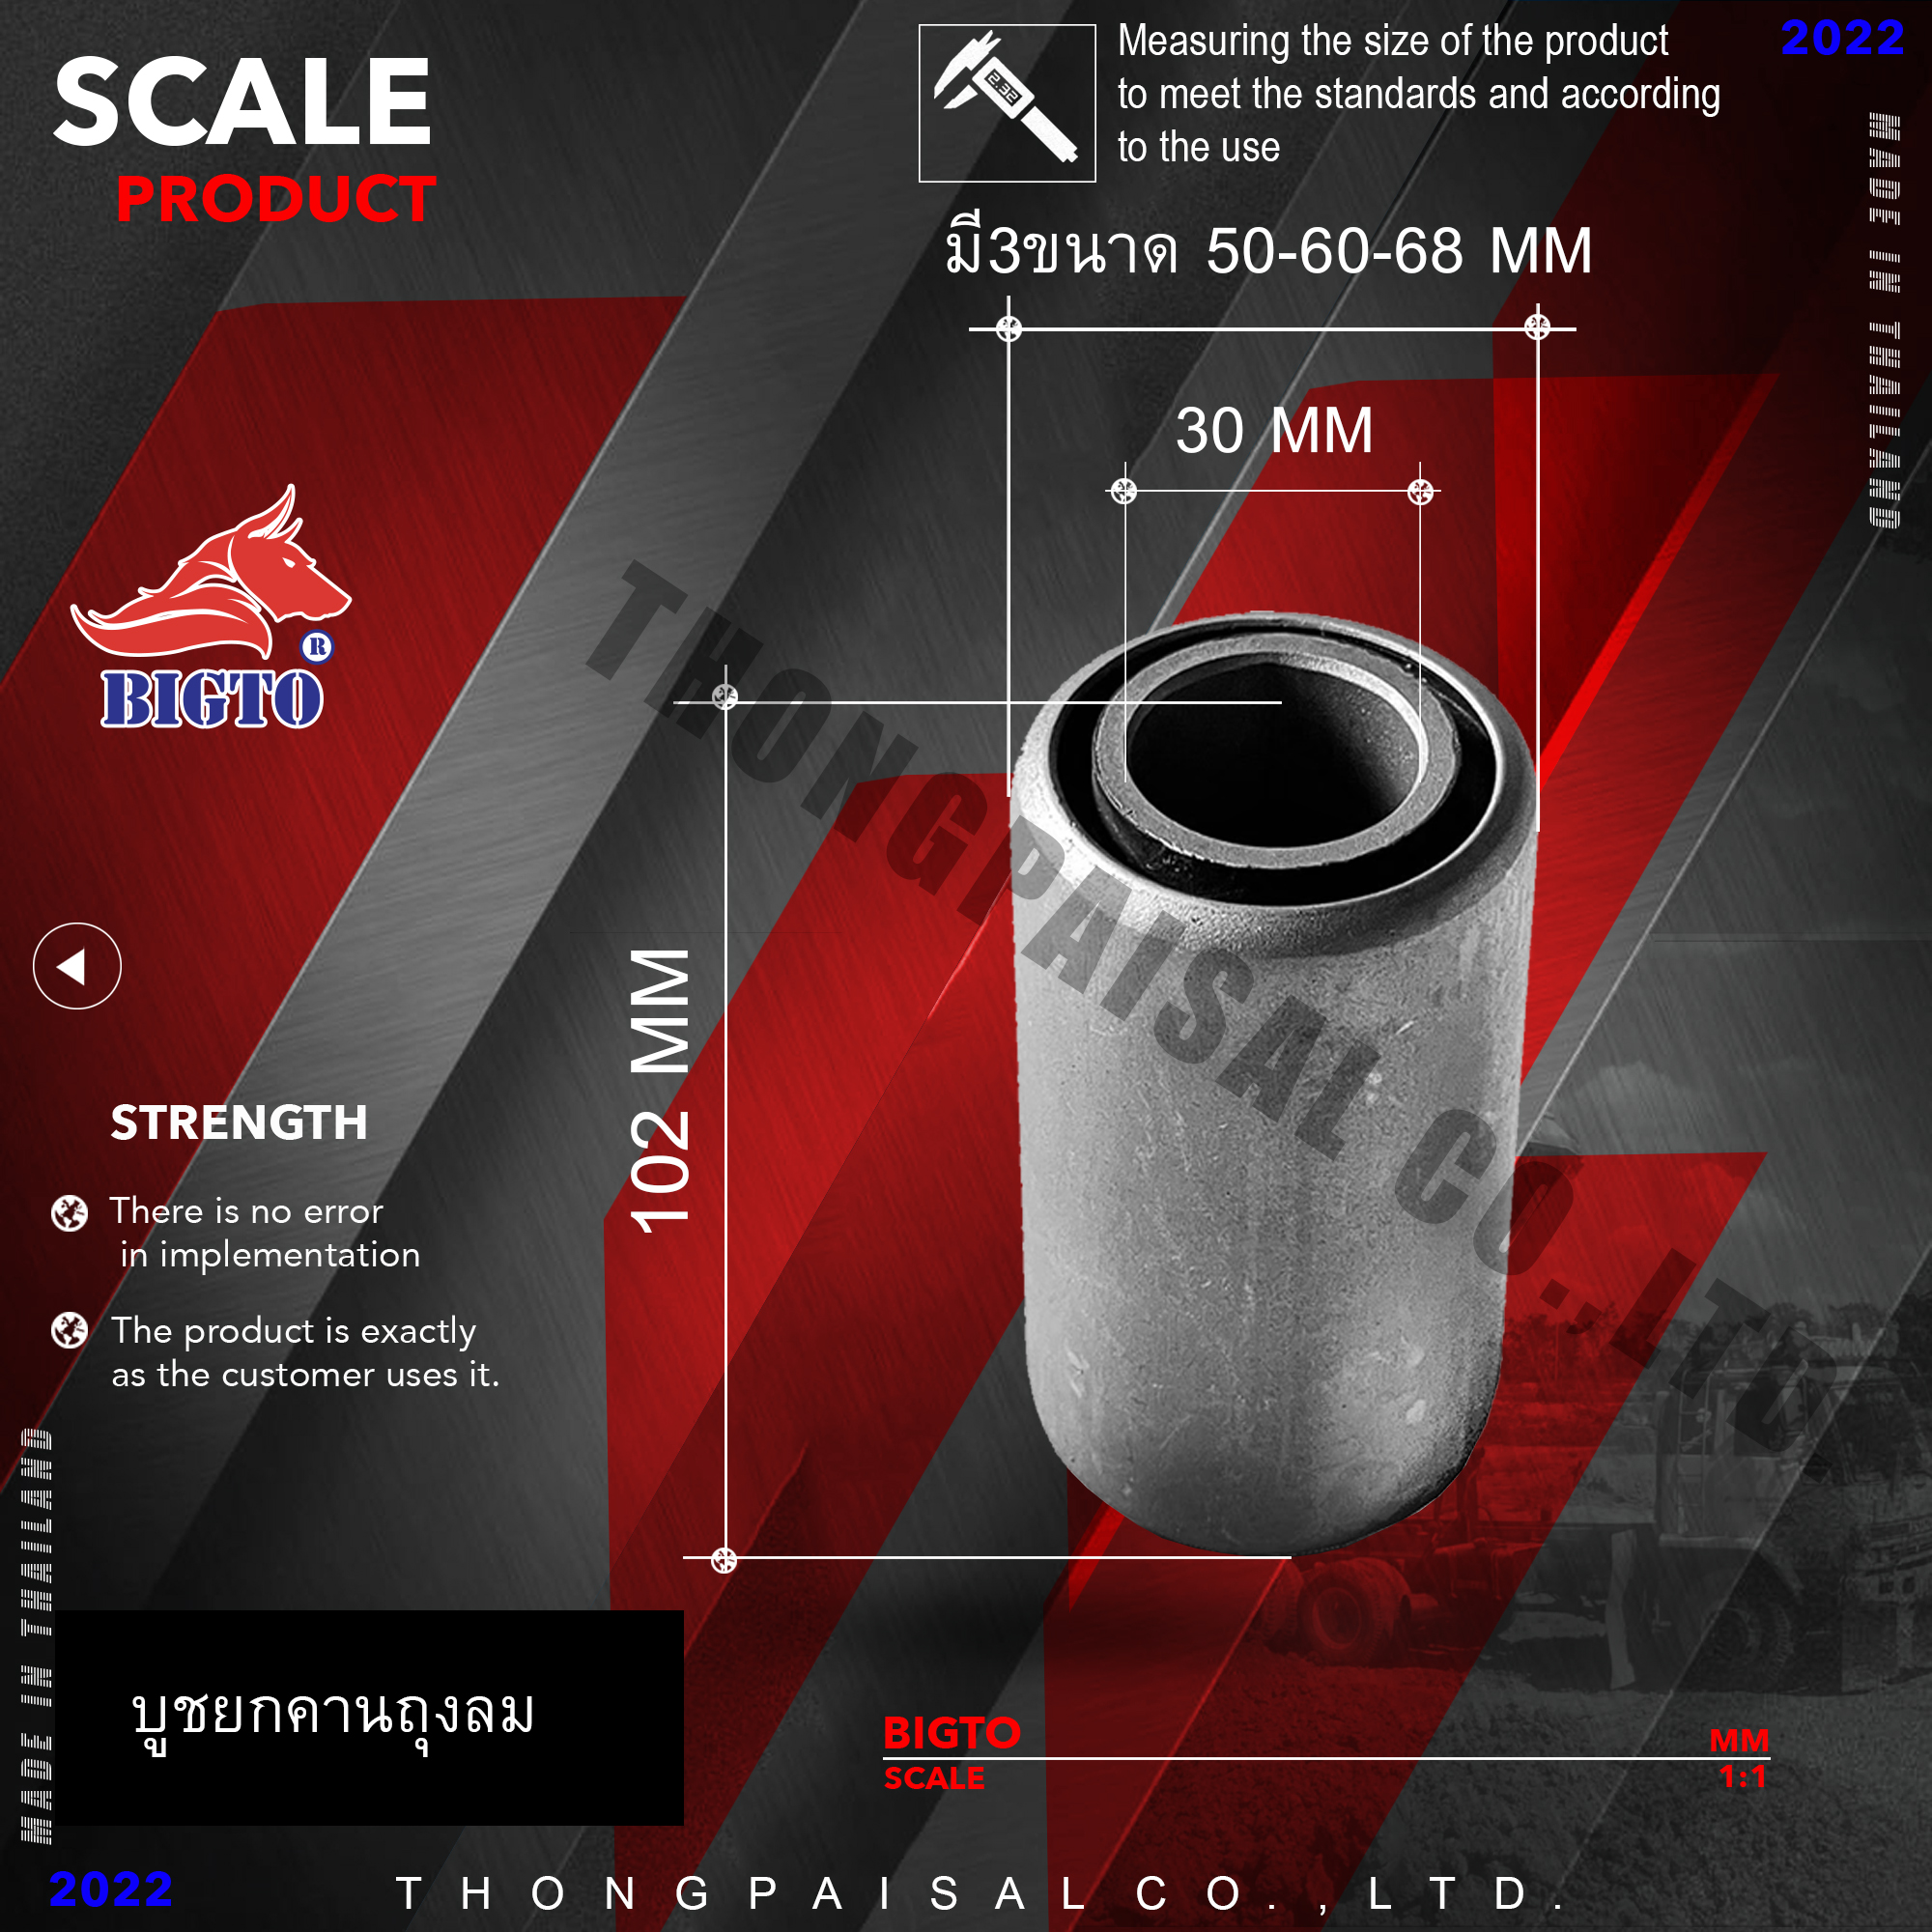 SCALE
PRODUCT
2.32
Measuring the size of the product
to meet the standards and according
to the use
2022
MADE IN THAILAND
มี3ขนาด 50-60-68 MM
30 MM
BIGTO
R
102 MM
THONGPAISAL CO.,LTD
STRENGTH
There is no error
in implementation
The product is exactly
as the customer uses it.
MADE IN THAILAND
บูชยกคานถุงลม
BIGTO
SCALE
MM
1:1
2022
THONGPAISAL CO.,LTD.